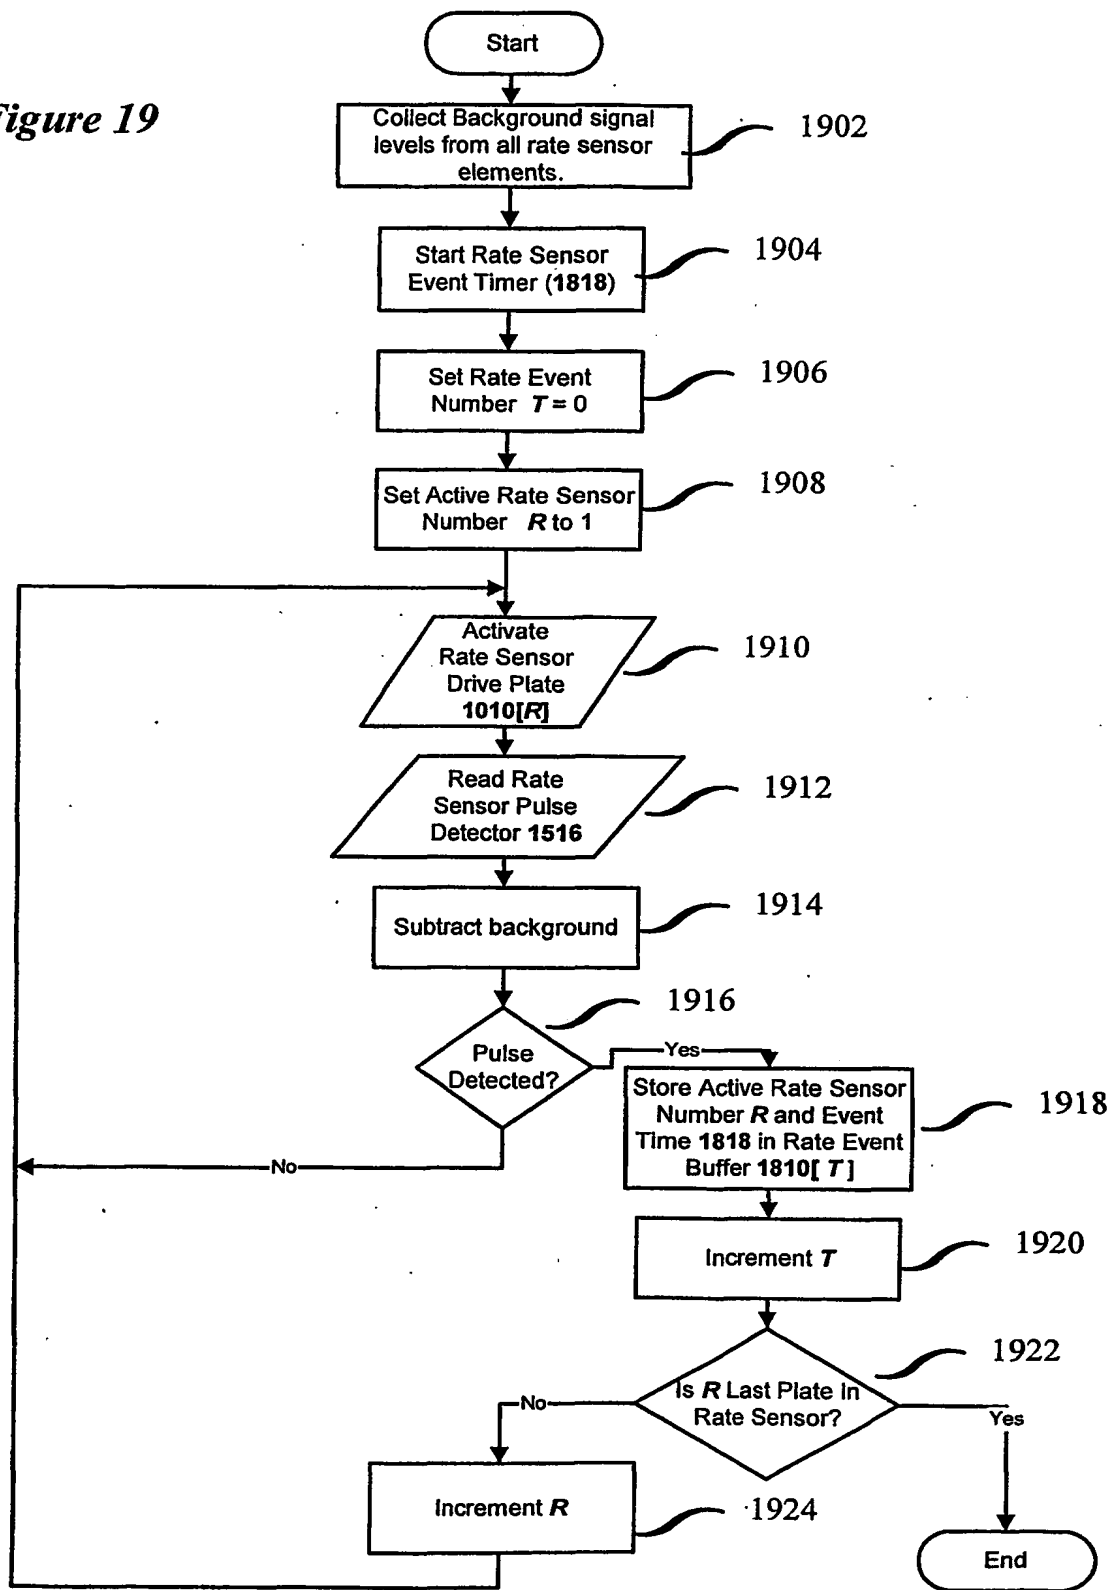 Start
Figure 19
Collect Background signal
levels from all rate sensor
elements.
1902
Start Rate Sensor
Event Timer (1818)
1904
Set Rate Event
Number T = 0
1906
Set Active Rate Sensor
Number R to 1
1908
Activate
Rate Sensor
Drive Plate
1010[R]
1910
Read Rate
Sensor Pulse
Detector 1516
1912
Subtract background
1914
1916
Pulse
Detected?
Yes
No
Store Active Rate Sensor
Number R and Event
Time 1818 in Rate Event
Buffer 1810[ T ]
1918
Increment T
1920
1922
Is R Last Plate In
Rate Sensor?
No
Yes
Increment R
1924
End